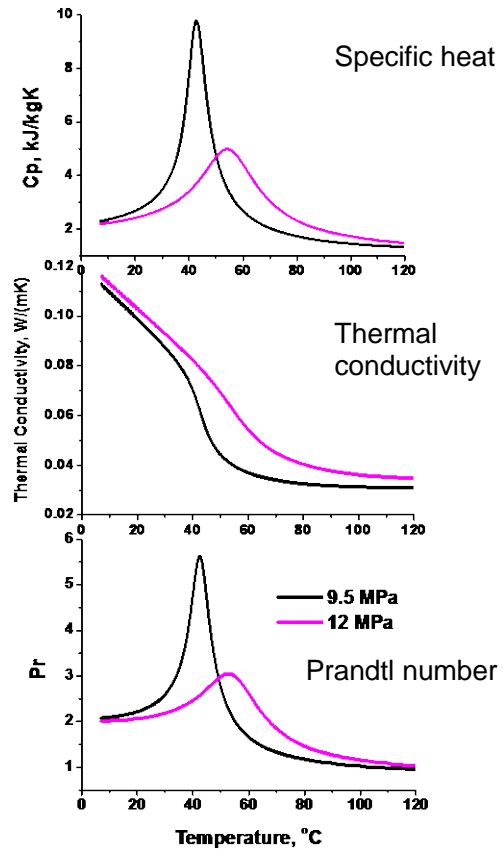 10
8
6
4
2
Cp, kJ/kgK
Specific heat
0 20 40 60 80 100 120
0.12
0.10
0.08
0.06
0.04
0.02
Thermal Conductivity, W/(mK)
Thermal
conductivity
0 20 40 60 80 100 120
6
5
4
3
2
1
Pr
9.5 MPa
12 MPa
Prandtl number
0 20 40 60 80 100 120
Temperature, °C